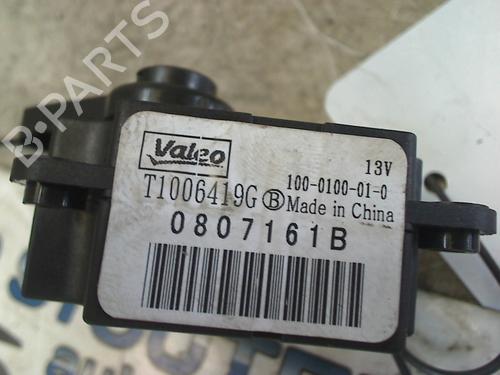 B-PARTS
Valeo
13V
T1006419G Ⓑ 100-0100-01-0
Made in China
0807161B